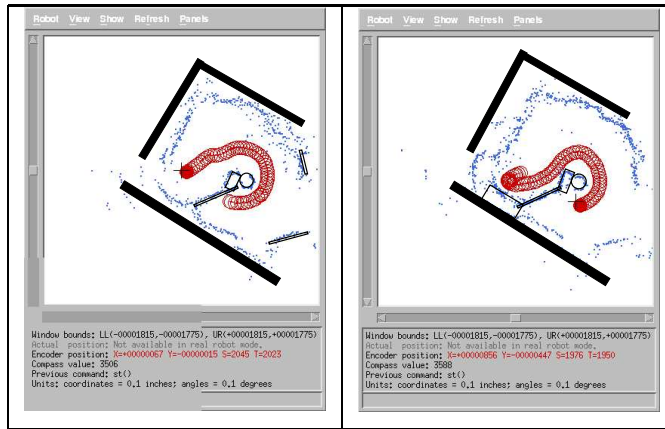 Robot View Show Refresh Panels
Window bounds: LL(-00001815,-00001775), UR(+00001815,+00001775)
Actual position: Not available in real robot mode.
Encoder position: X=+00000067 Y=-00000015 S=2045 T=2023
Compass value: 3506
Previous command: st()
Units: coordinates = 0.1 inches; angles = 0.1 degrees
Robot View Show Refresh Panels
Window bounds: LL(-00001815,-00001775), UR(+00001815,+00001775)
Actual position: Not available in real robot mode.
Encoder position: X=+00000856 Y=-00000447 S=1976 T=1950
Compass value: 3588
Previous command: st()
Units: coordinates = 0.1 inches; angles = 0.1 degrees